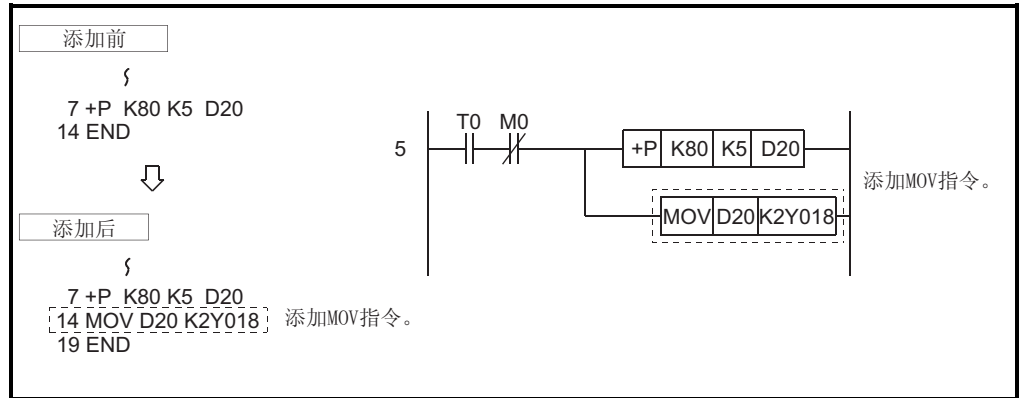 添加前
7 +P K80 K5 D20
14 END
添加后
7 +P K80 K5 D20
14 MOV D20 K2Y018 添加MOV指令。
19 END
T0 M0
5 +P K80 K5 D20
添加MOV指令。
MOV D20 K2Y018